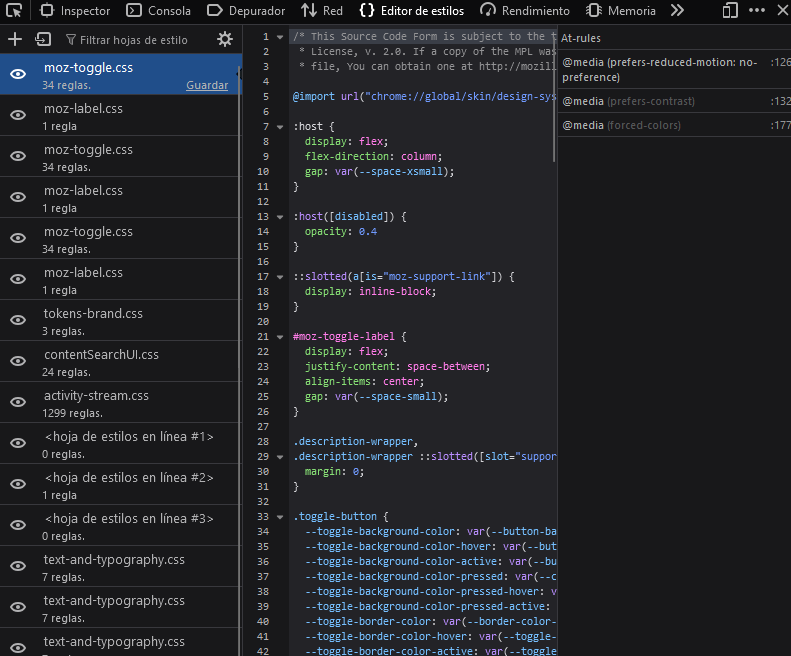 Inspector Consola Depurador Red Editor de estilos Rendimiento Memoria
Filtrar hojas de estilo
moz-toggle.css
34 reglas. Guardar
moz-label.css
1 regla
moz-toggle.css
34 reglas.
moz-label.css
1 regla
moz-toggle.css
34 reglas.
moz-label.css
1 regla
tokens-brand.css
3 reglas.
contentSearchUI.css
24 reglas.
activity-stream.css
1299 reglas.
<hoja de estilos en línea #1>
0 reglas.
<hoja de estilos en línea #2>
1 regla
<hoja de estilos en línea #3>
0 reglas.
text-and-typography.css
7 reglas.
text-and-typography.css
7 reglas.
text-and-typography.css
1 /* This Source Code Form is subject to the t
2 * License, v. 2.0. If a copy of the MPL was
3 * file, You can obtain one at http://mozill
4
5 @import url("chrome://global/skin/design-sys
6
7 :host {
8 display: flex;
9 flex-direction: column;
10 gap: var(--space-xsmall);
11 }
12
13 :host([disabled]) {
14 opacity: 0.4
15 }
16
17 ::slotted(a[is="moz-support-link"]) {
18 display: inline-block;
19 }
20
21 #moz-toggle-label {
22 display: flex;
23 justify-content: space-between;
24 align-items: center;
25 gap: var(--space-small);
26 }
27
28 .description-wrapper,
29 .description-wrapper ::slotted([slot="suppor
30 margin: 0;
31 }
32
33 .toggle-button {
34 --toggle-background-color: var(--button-ba
35 --toggle-background-color-hover: var(--but
36 --toggle-background-color-active: var(--bu
37 --toggle-background-color-pressed: var(--c
38 --toggle-background-color-pressed-hover: v
39 --toggle-background-color-pressed-active:
40 --toggle-border-color: var(--border-color-
41 --toggle-border-color-hover: var(--toggle-
42 --toggle-border-color-active: var(--toggle
At-rules
@media (prefers-reduced-motion: no-preference) :126
@media (prefers-contrast) :132
@media (forced-colors) :177